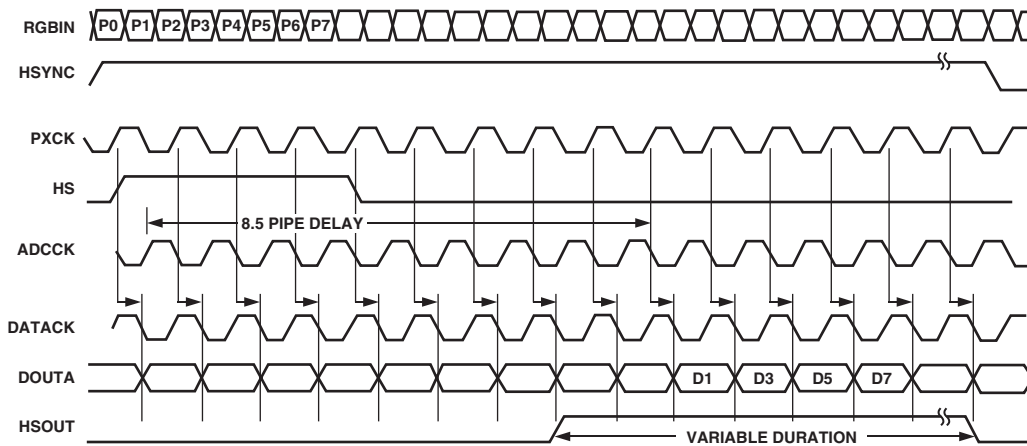 RGBIN P0 P1 P2 P3 P4 P5 P6 P7
HSYNC
PXCK
HS
8.5 PIPE DELAY
ADCCK
DATACK
DOUTA D1 D3 D5 D7
HSOUT
VARIABLE DURATION